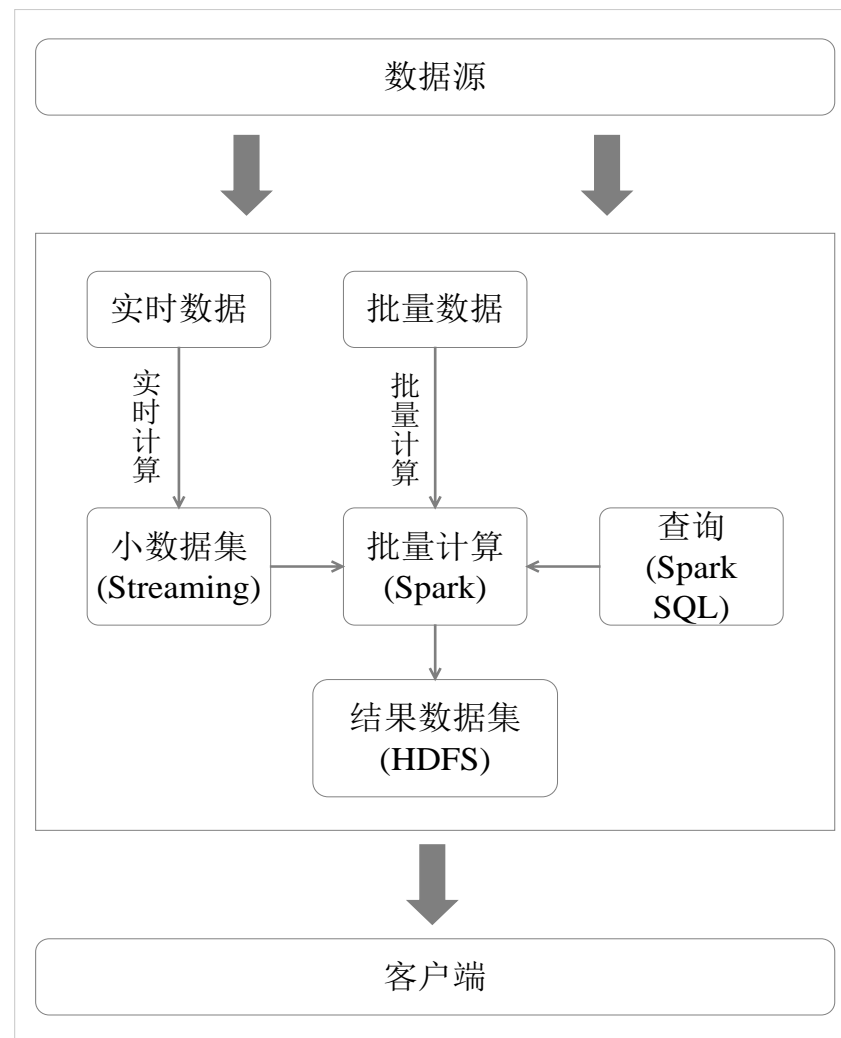 数据源
实时数据
批量数据
实时计算
批量计算
小数据集
(Streaming)
批量计算
(Spark)
查询
(Spark
SQL)
结果数据集
(HDFS)
客户端